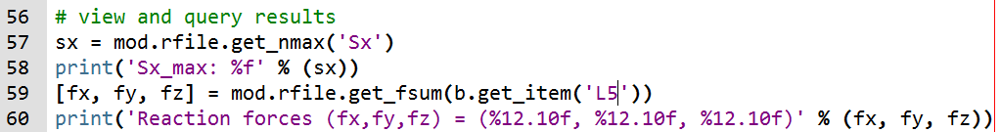 56 # view and query results
57 sx = mod.rfile.get_nmax('Sx')
58 print('Sx_max: %f' % (sx))
59 [fx, fy, fz] = mod.rfile.get_fsum(b.get_item('L5'))
60 print('Reaction forces (fx,fy,fz) = (%12.10f, %12.10f, %12.10f)' % (fx, fy, fz))